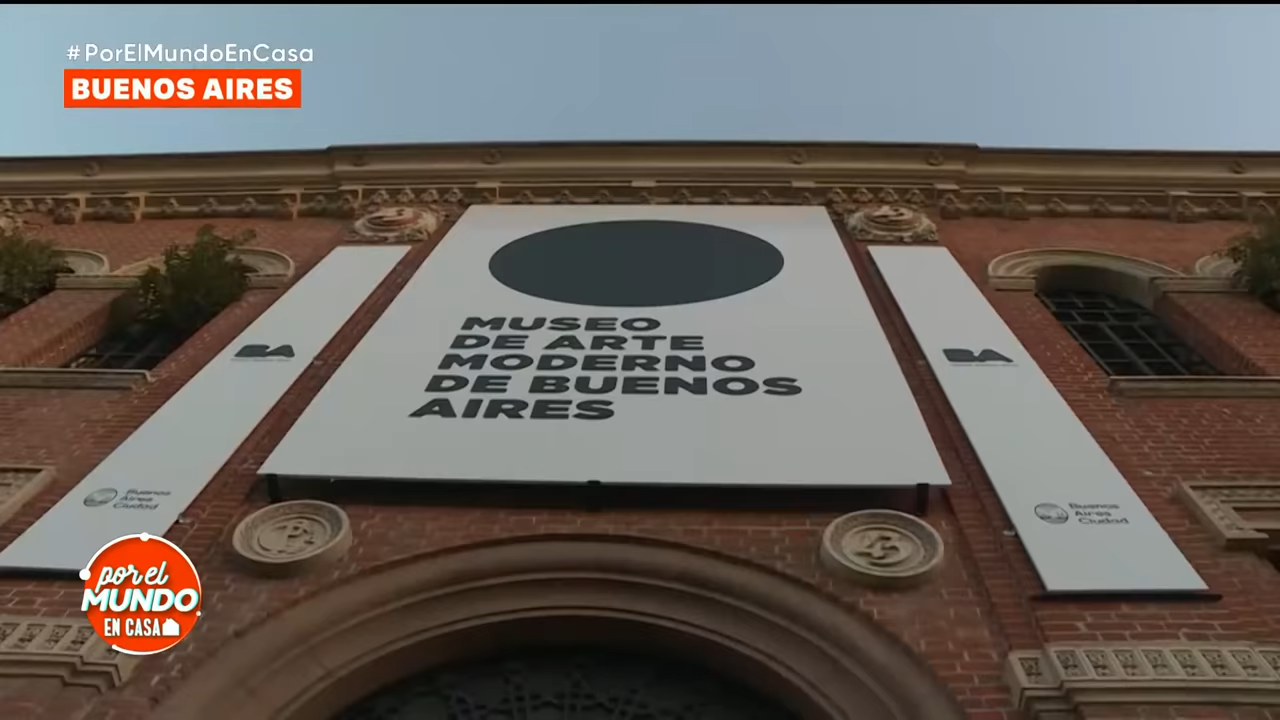 #PorElMundoEnCasa
BUENOS AIRES
MUSEO
DE ARTE
MODERNO
DE BUENOS
AIRES
BA
BA
Buenos
Aires
Ciudad
Buenos
Aires
Ciudad
por el
MUNDO
EN CASA